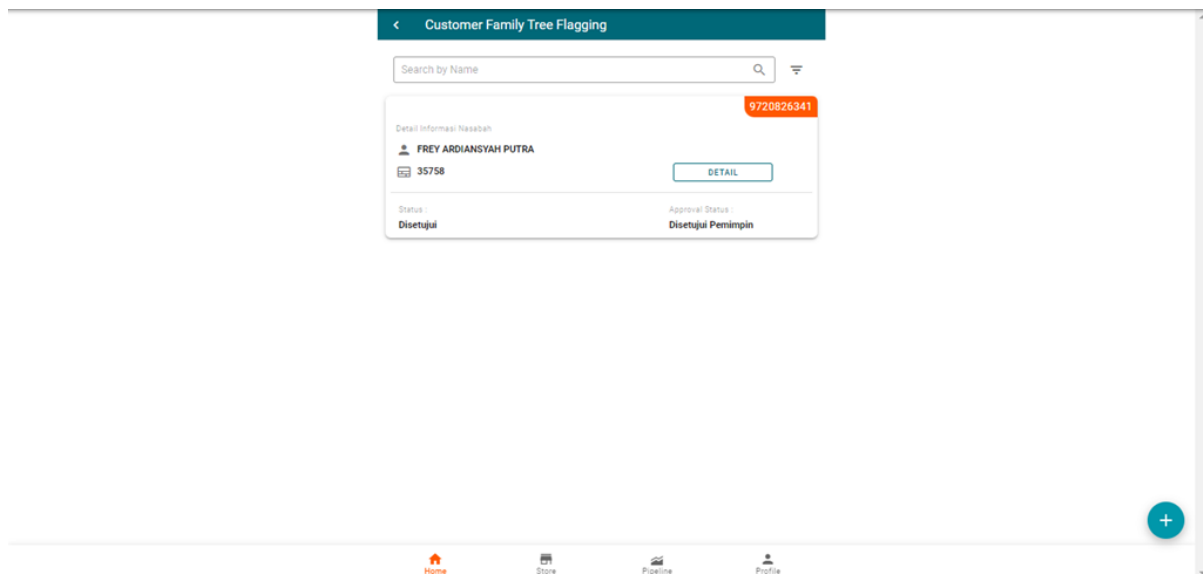 Customer Family Tree Flagging
Search by Name
9720826341
Detail Informasi Nasabah
FREY ARDIANSYAH PUTRA
35758
DETAIL
Status :
Approval Status :
Disetujui
Disetujui Pemimpin
Home
Store
Pipeline
Profile